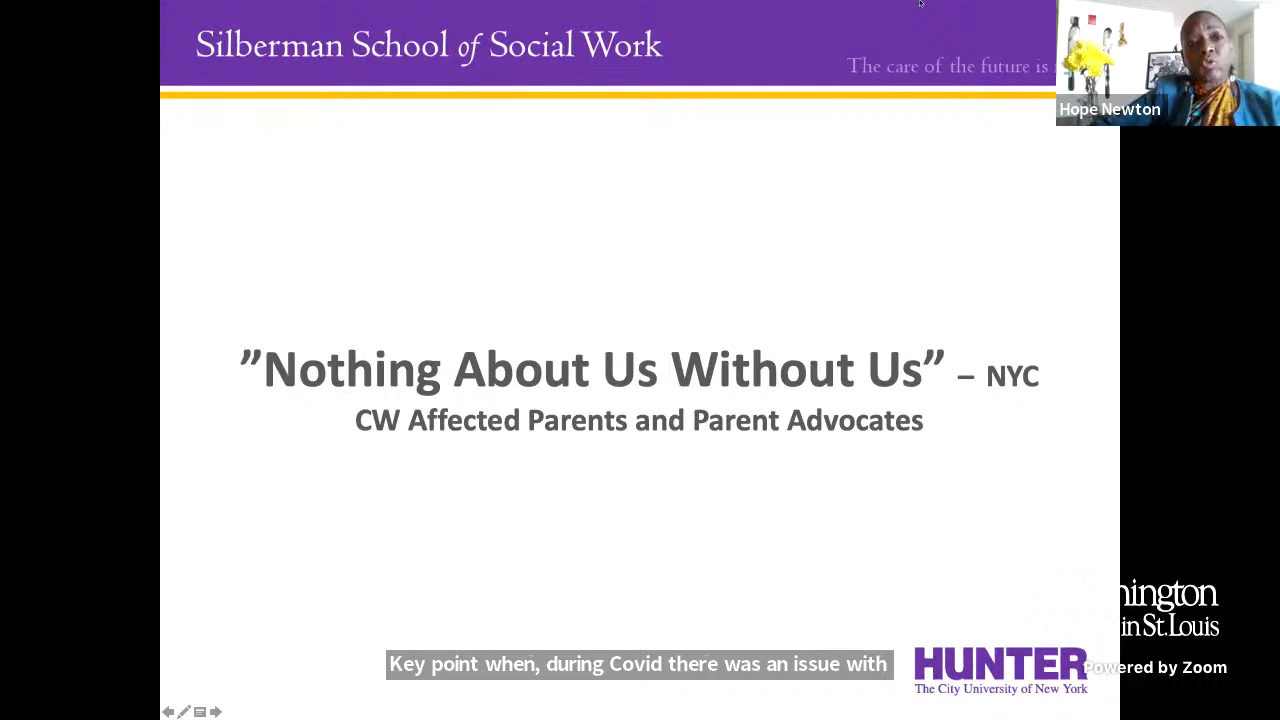 Silberman School of Social Work
The care of the future is
Hope Newton
”Nothing About Us Without Us” – NYC
CW Affected Parents and Parent Advocates
in St. Louis
Key point when, during Covid there was an issue with
HUNTER
The City University of New York
Powered by Zoom